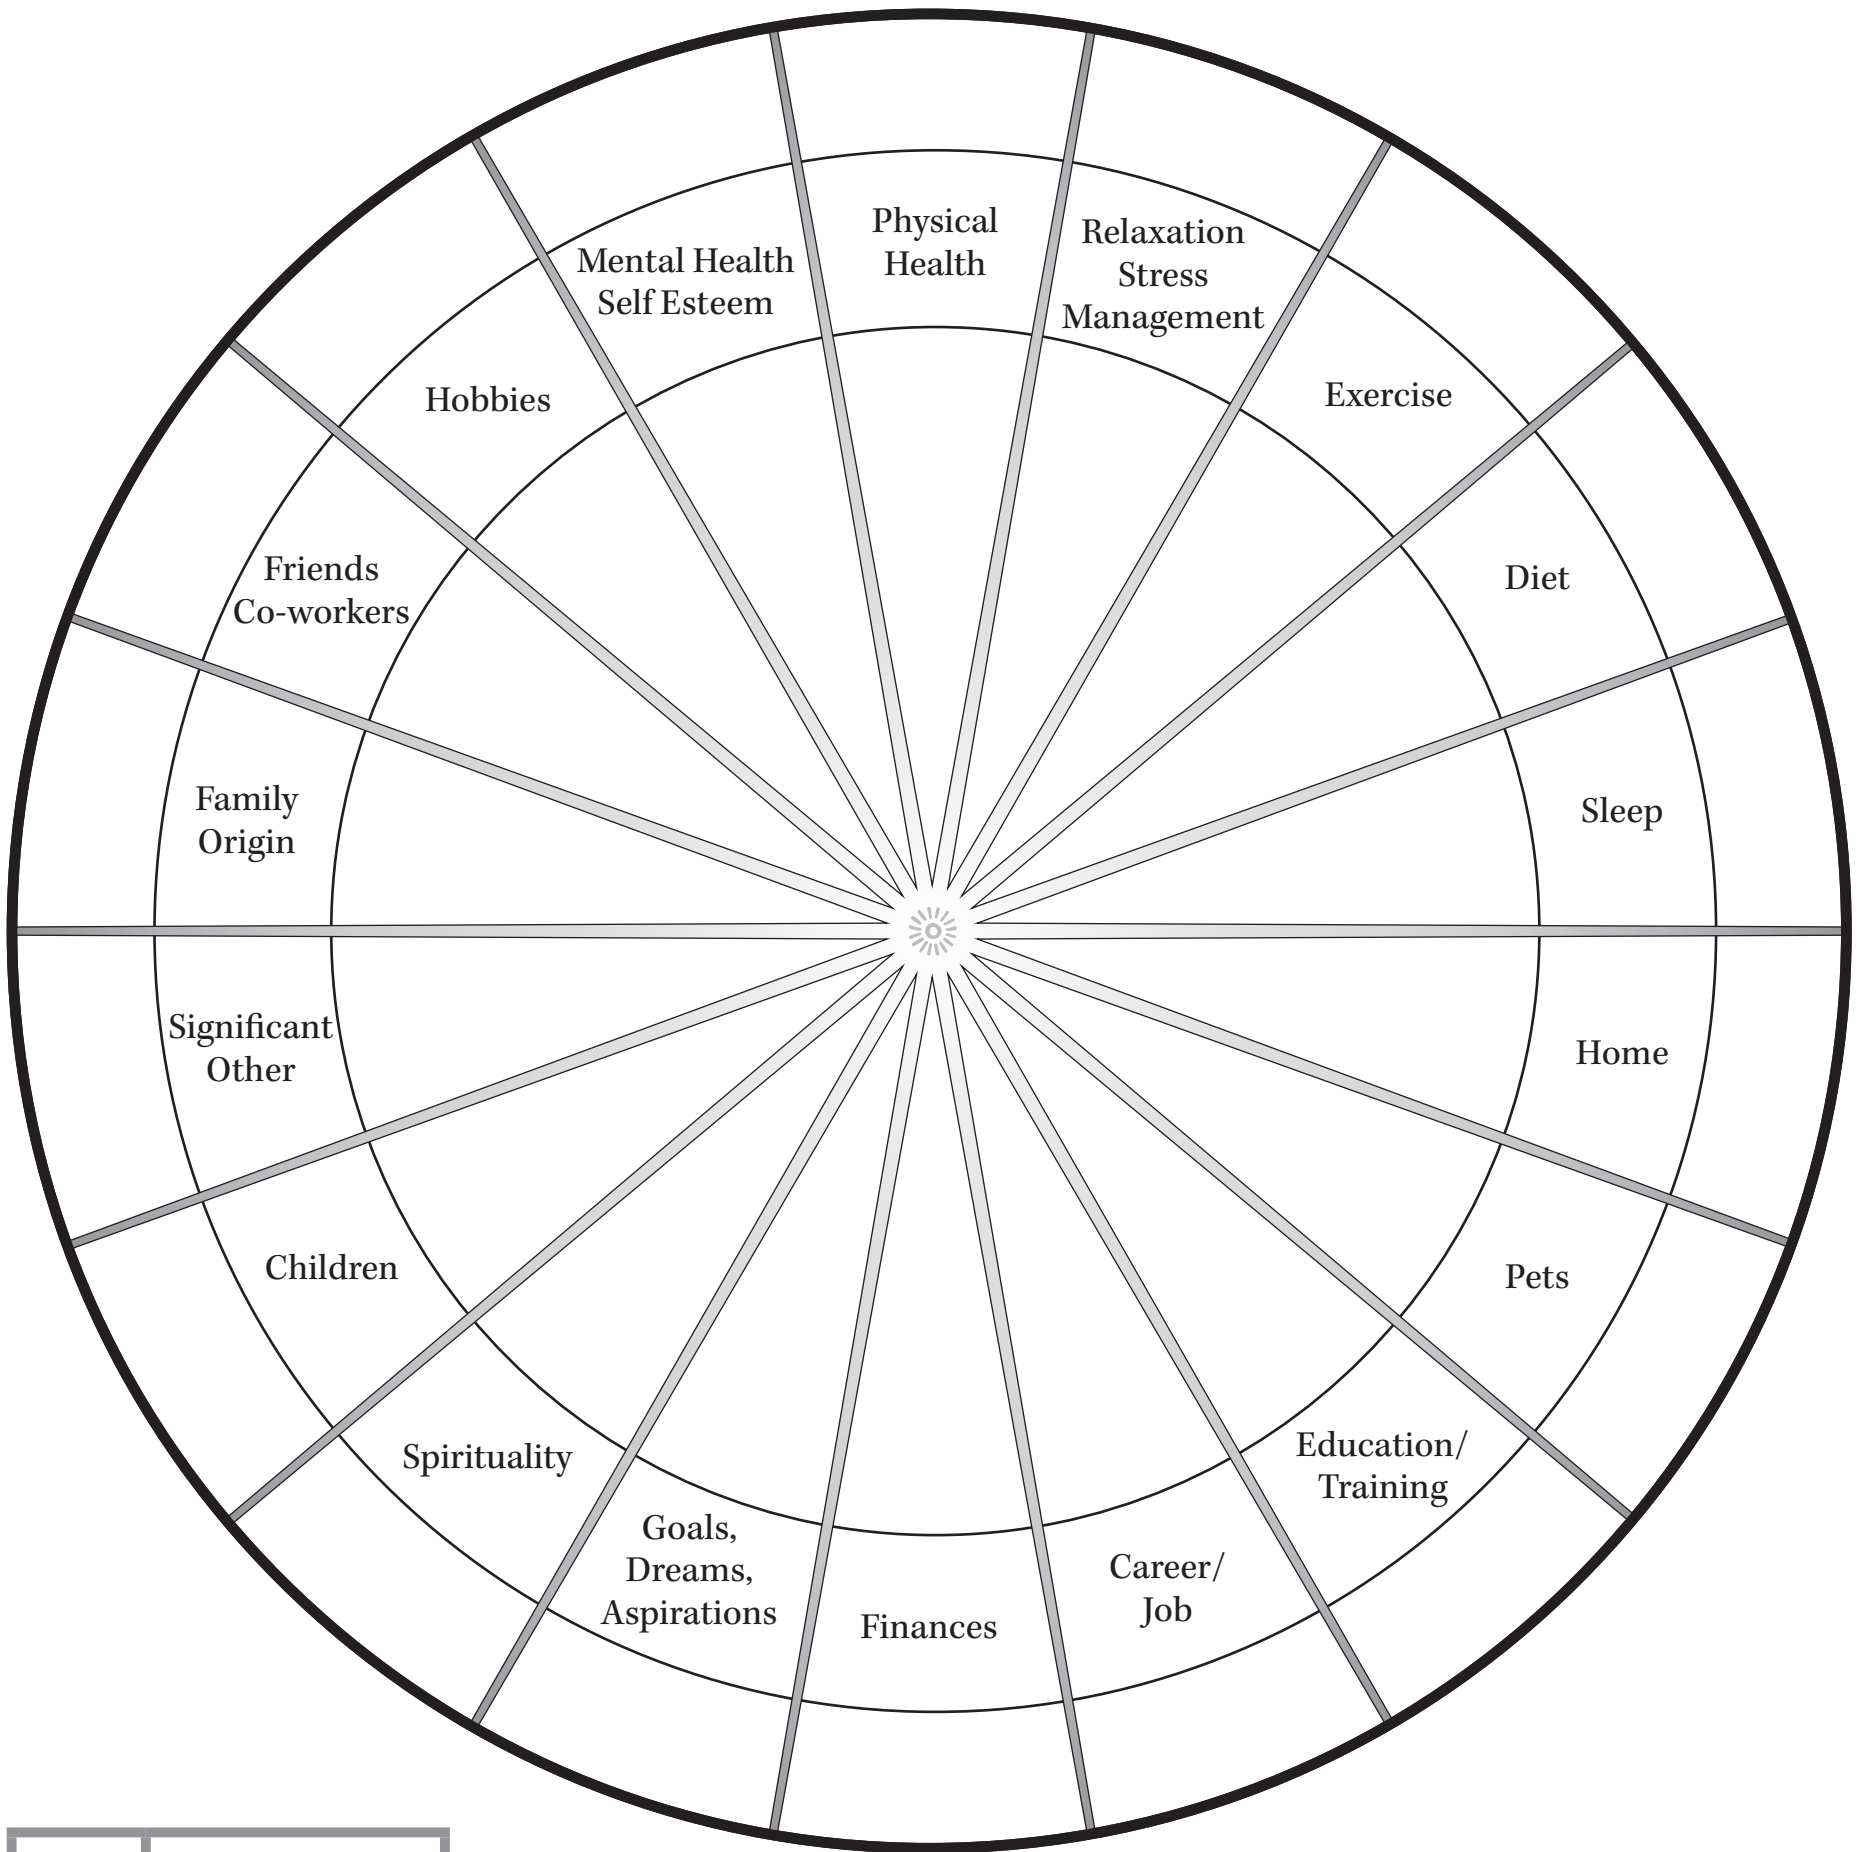 Physical
Health
Relaxation
Stress
Management
Exercise
Diet
Sleep
Home
Pets
Education/
Training
Career/
Job
Finances
Goals,
Dreams,
Aspirations
Spirituality
Children
Significant
Other
Family
Origin
Friends
Co-workers
Hobbies
Mental Health
Self Esteem